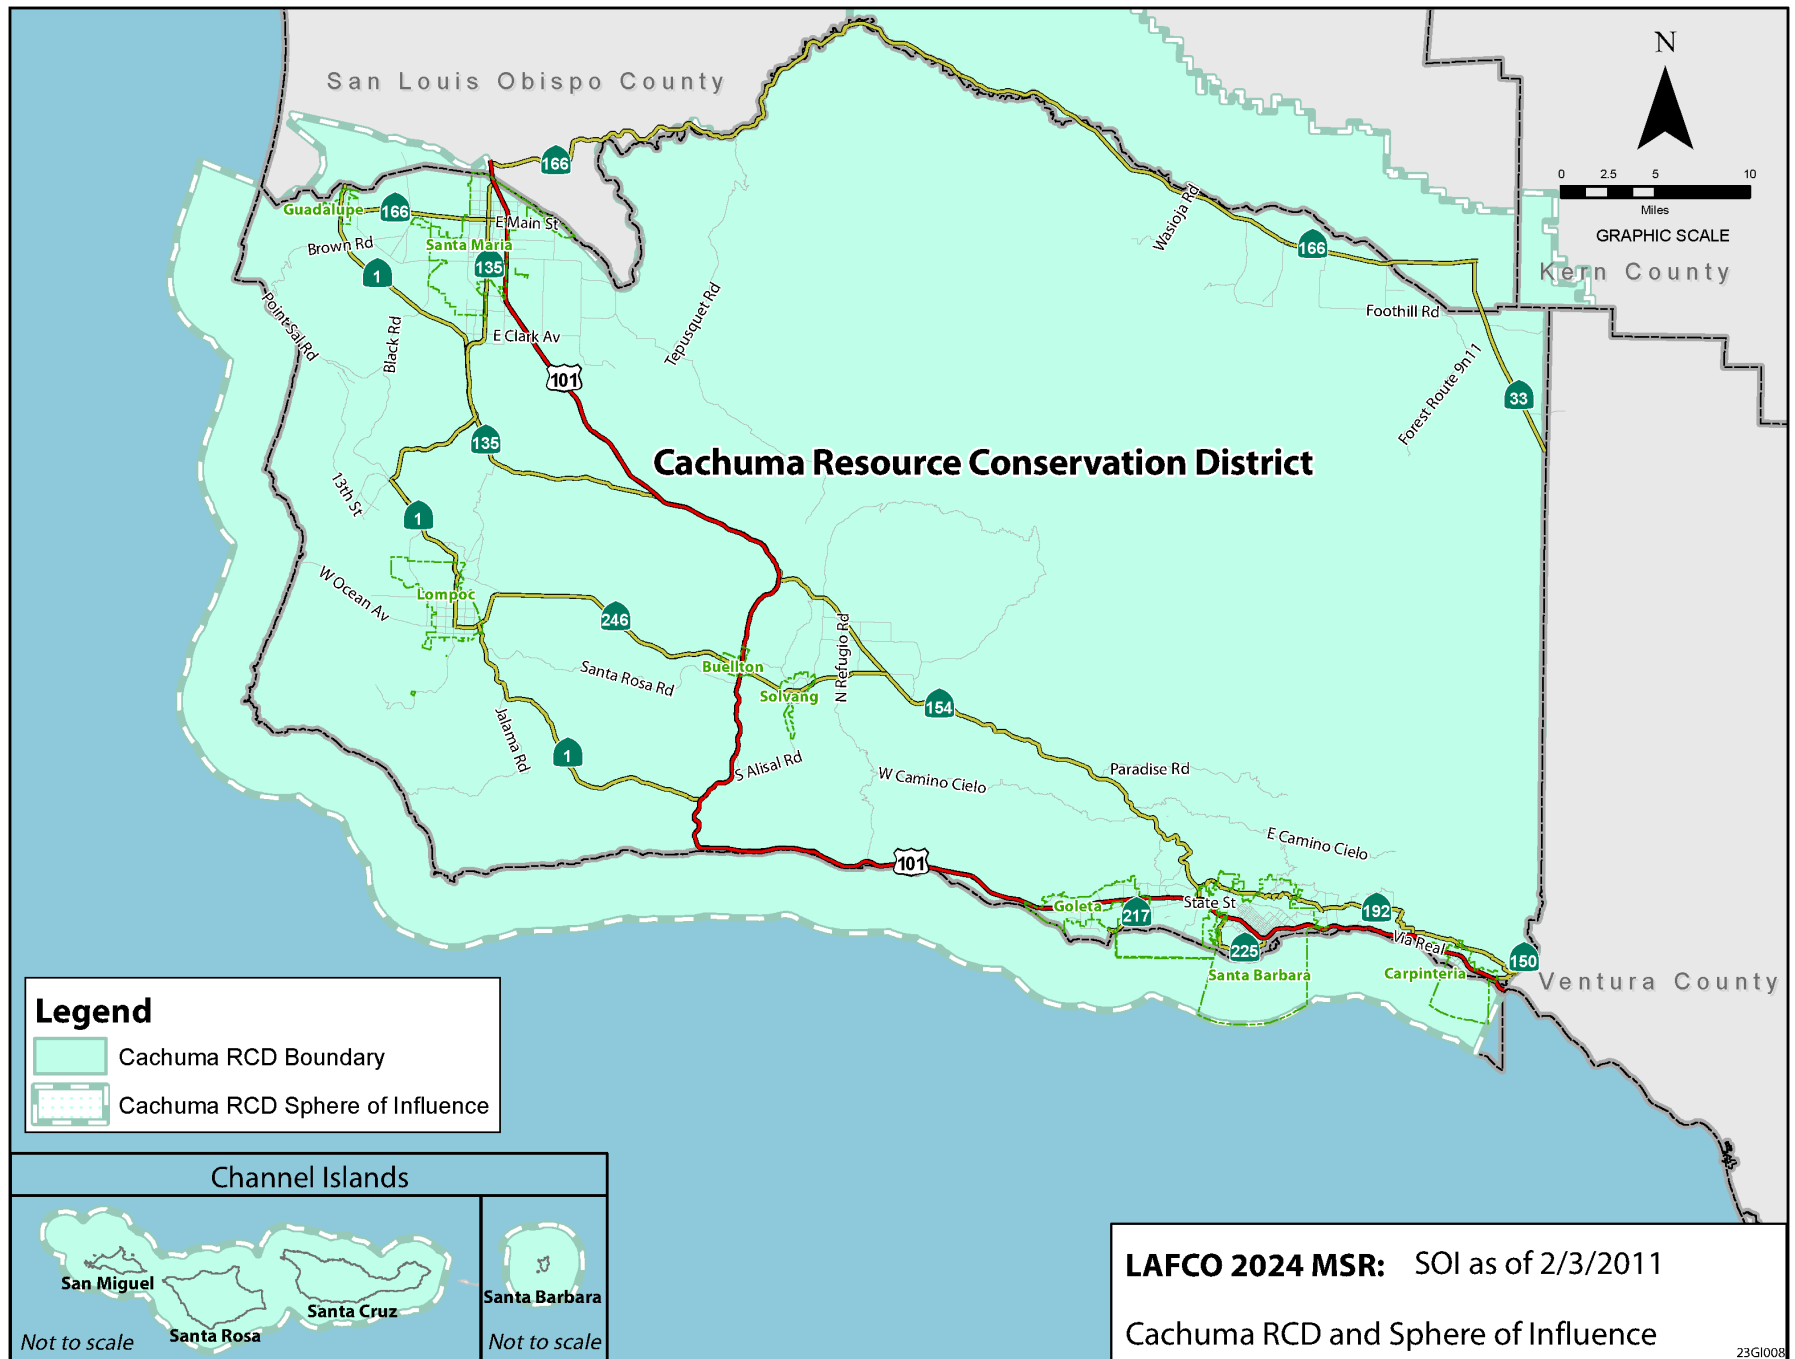 San Louis Obispo County
N
0 2.5 5 10
Miles
GRAPHIC SCALE
Kern County
166
Guadalupe
166
E Main St
Santa Maria
Brown Rd
135
1
Wasioja Rd
166
Point Sal Rd
Black Rd
E Clark Av
Tepusquet Rd
Foothill Rd
101
Forest Route 9n11
33
135
Cachuma Resource Conservation District
13th St
1
W Ocean Av
Lompoc
246
N Refugio Rd
Santa Rosa Rd
Buellton
Solvang
154
Jalama Rd
1
S Alisal Rd
W Camino Cielo
Paradise Rd
E Camino Cielo
101
Goleta
217
State St
192
225
Via Real
150
Santa Barbara
Carpinteria
Ventura County
Legend
Cachuma RCD Boundary
Cachuma RCD Sphere of Influence
Channel Islands
San Miguel
Santa Rosa
Santa Cruz
Not to scale
Santa Barbara
Not to scale
LAFCO 2024 MSR: SOI as of 2/3/2011
Cachuma RCD and Sphere of Influence
23GI008